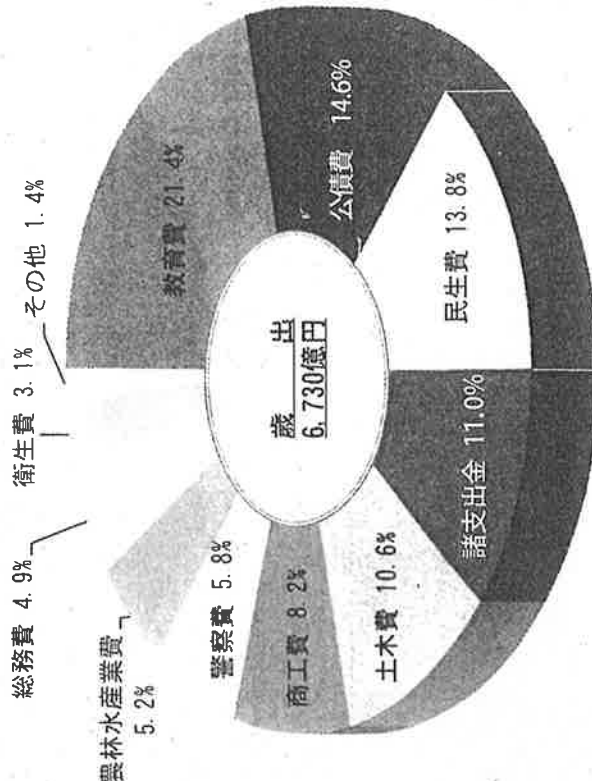 歳　出
6,730億円
教育費 21.4%
公債費 14.6%
民生費 13.8%
諸支出金 11.0%
土木費 10.6%
商工費 8.2%
警察費 5.8%
農林水産業費
5.2%
総務費 4.9%
衛生費 3.1%
その他 1.4%